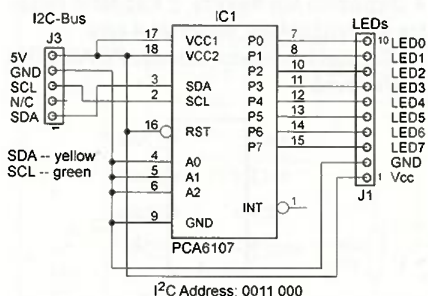 I2C-Bus
J3
5V
GND
SCL
N/C
SDA
1
SDA -- yellow
SCL -- green
IC1
17 VCC1 P0 7
18 VCC2 P1 8
P2 10
3 SDA P3 11
2 SCL P4 12
P5 13
16 RST P6 14
P7 15
4 A0
5 A1
6 A2
9 GND
INT 1
PCA6107
LEDs
10 LED0
LED1
LED2
LED3
LED4
LED5
LED6
LED7
GND
1 Vcc
J1
I²C Address: 0011 000